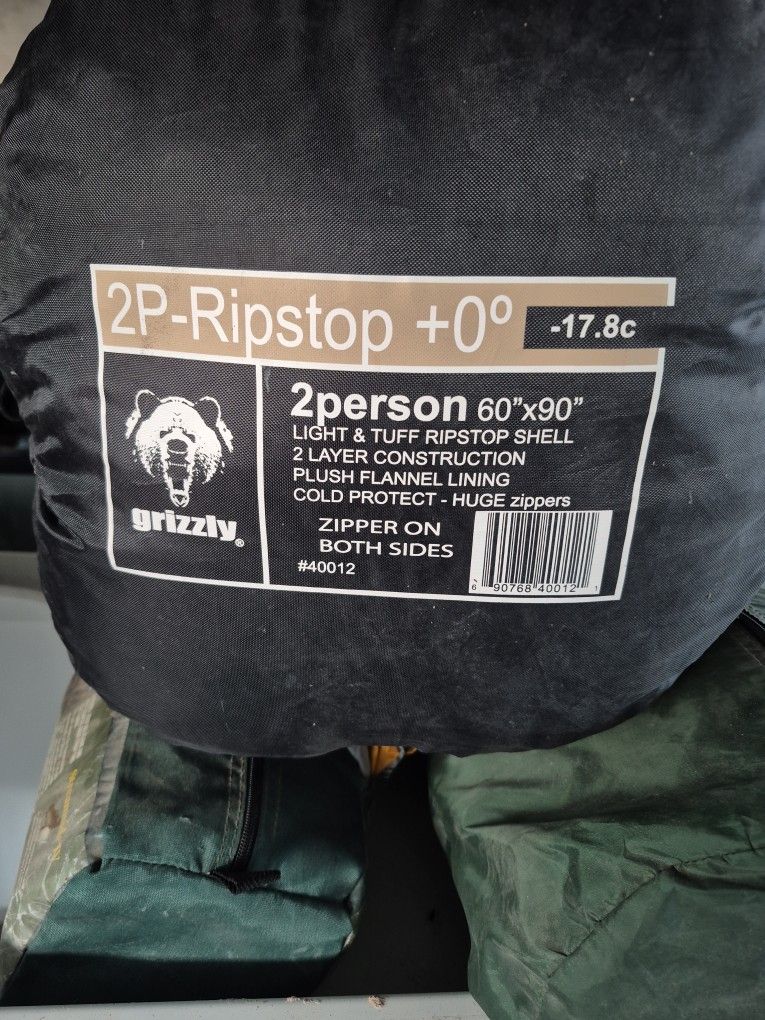 2P-Ripstop +0º -17.8c
2person 60"x90"
LIGHT & TUFF RIPSTOP SHELL
2 LAYER CONSTRUCTION
PLUSH FLANNEL LINING
COLD PROTECT - HUGE zippers
ZIPPER ON
BOTH SIDES
#40012
grizzly®
6 90768 40012 1